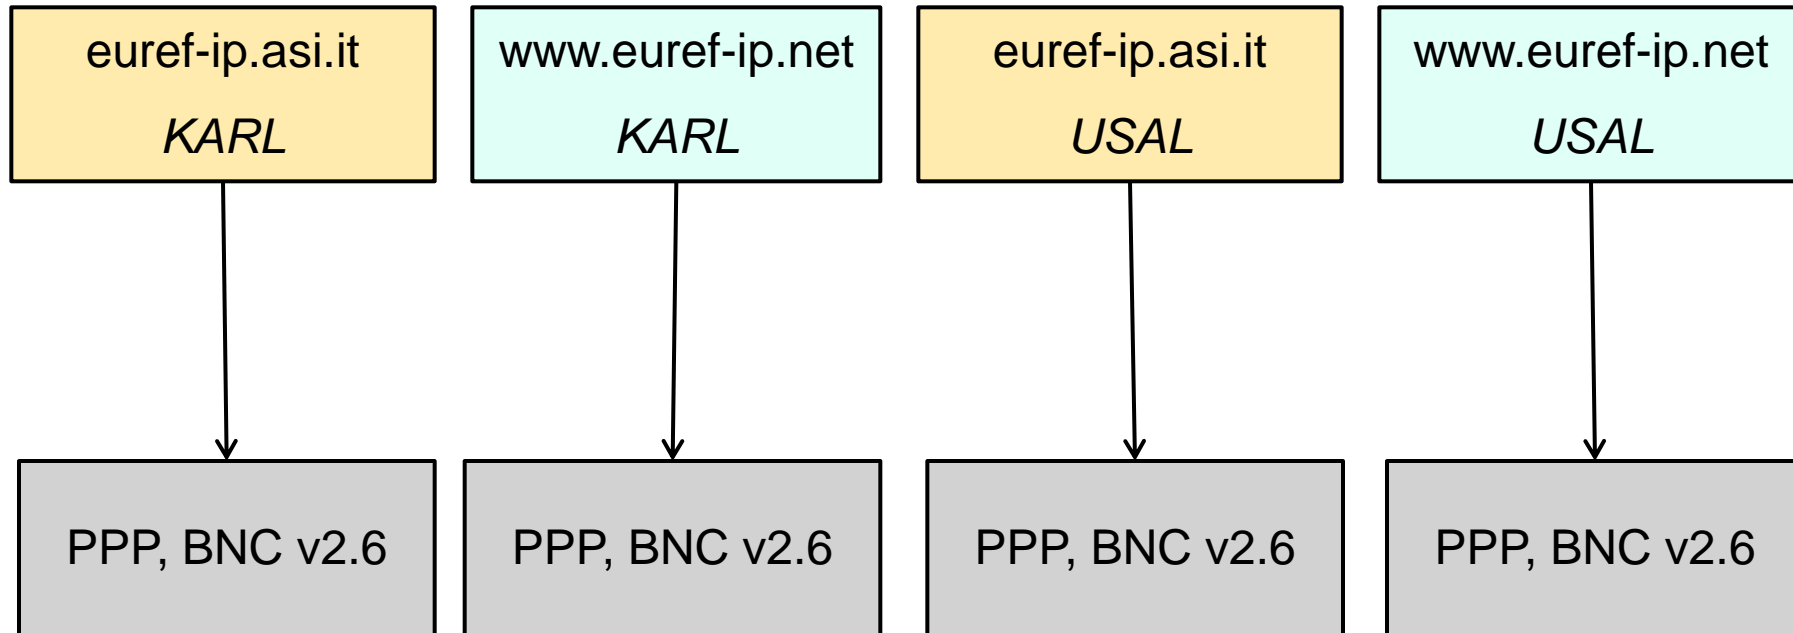 euref-ip.asi.it
KARL
www.euref-ip.net
KARL
euref-ip.asi.it
USAL
www.euref-ip.net
USAL
PPP, BNC v2.6
PPP, BNC v2.6
PPP, BNC v2.6
PPP, BNC v2.6